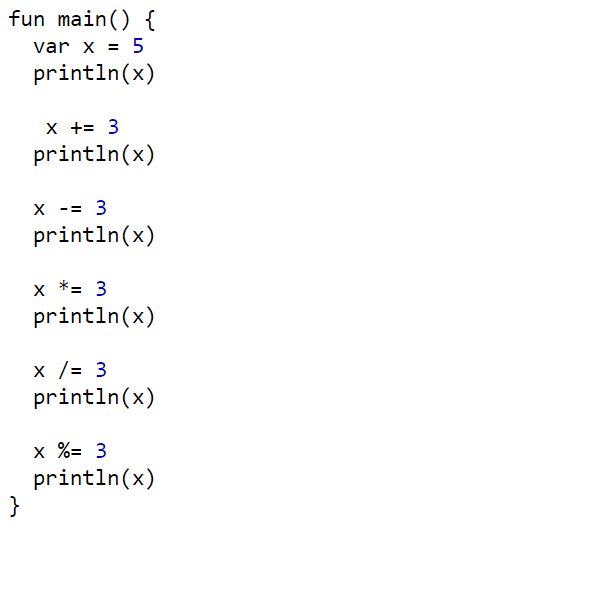 fun main() {
  var x = 5
  println(x)

   x += 3
  println(x)

  x -= 3
  println(x)

  x *= 3
  println(x)

  x /= 3
  println(x)

  x %= 3
  println(x)
}